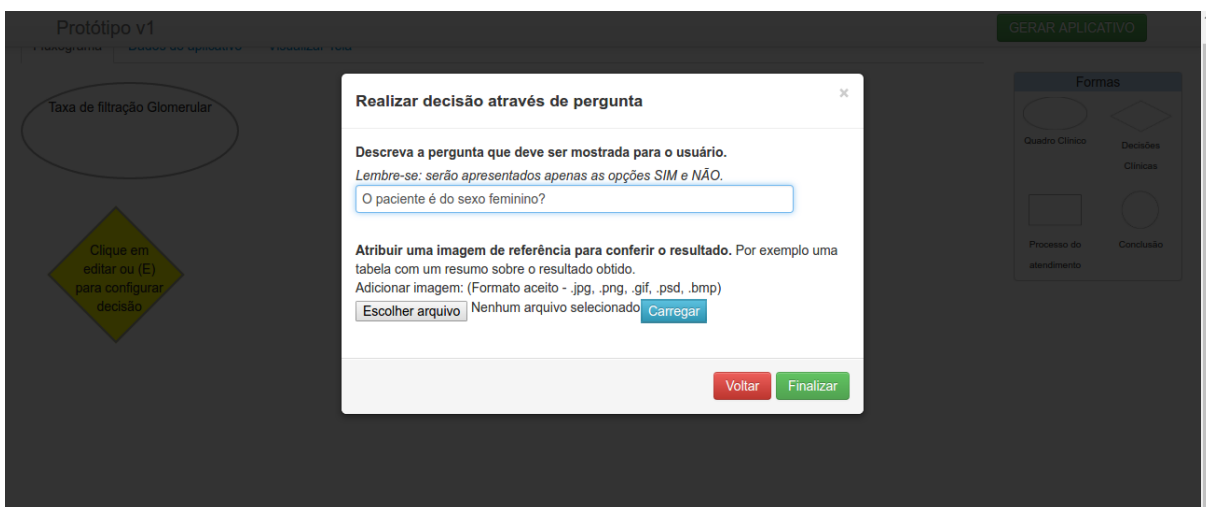 Protótipo v1
GERAR APLICATIVO
Fluxograma
Visualizar Tela
Taxa de filtração Glomerular
Clique em
editar ou (E)
para configurar
decisão
Realizar decisão através de pergunta
×
Descreva a pergunta que deve ser mostrada para o usuário.
Lembre-se: serão apresentados apenas as opções SIM e NÃO.
O paciente é do sexo feminino?
Atribuir uma imagem de referência para conferir o resultado. Por exemplo uma
tabela com um resumo sobre o resultado obtido.
Adicionar imagem: (Formato aceito - .jpg, .png, .gif, .psd, .bmp)
Escolher arquivo Nenhum arquivo selecionado Carregar
Voltar Finalizar
Formas
Quadro Clínico
Decisões
Clínicas
Processo do
atendimento
Conclusão